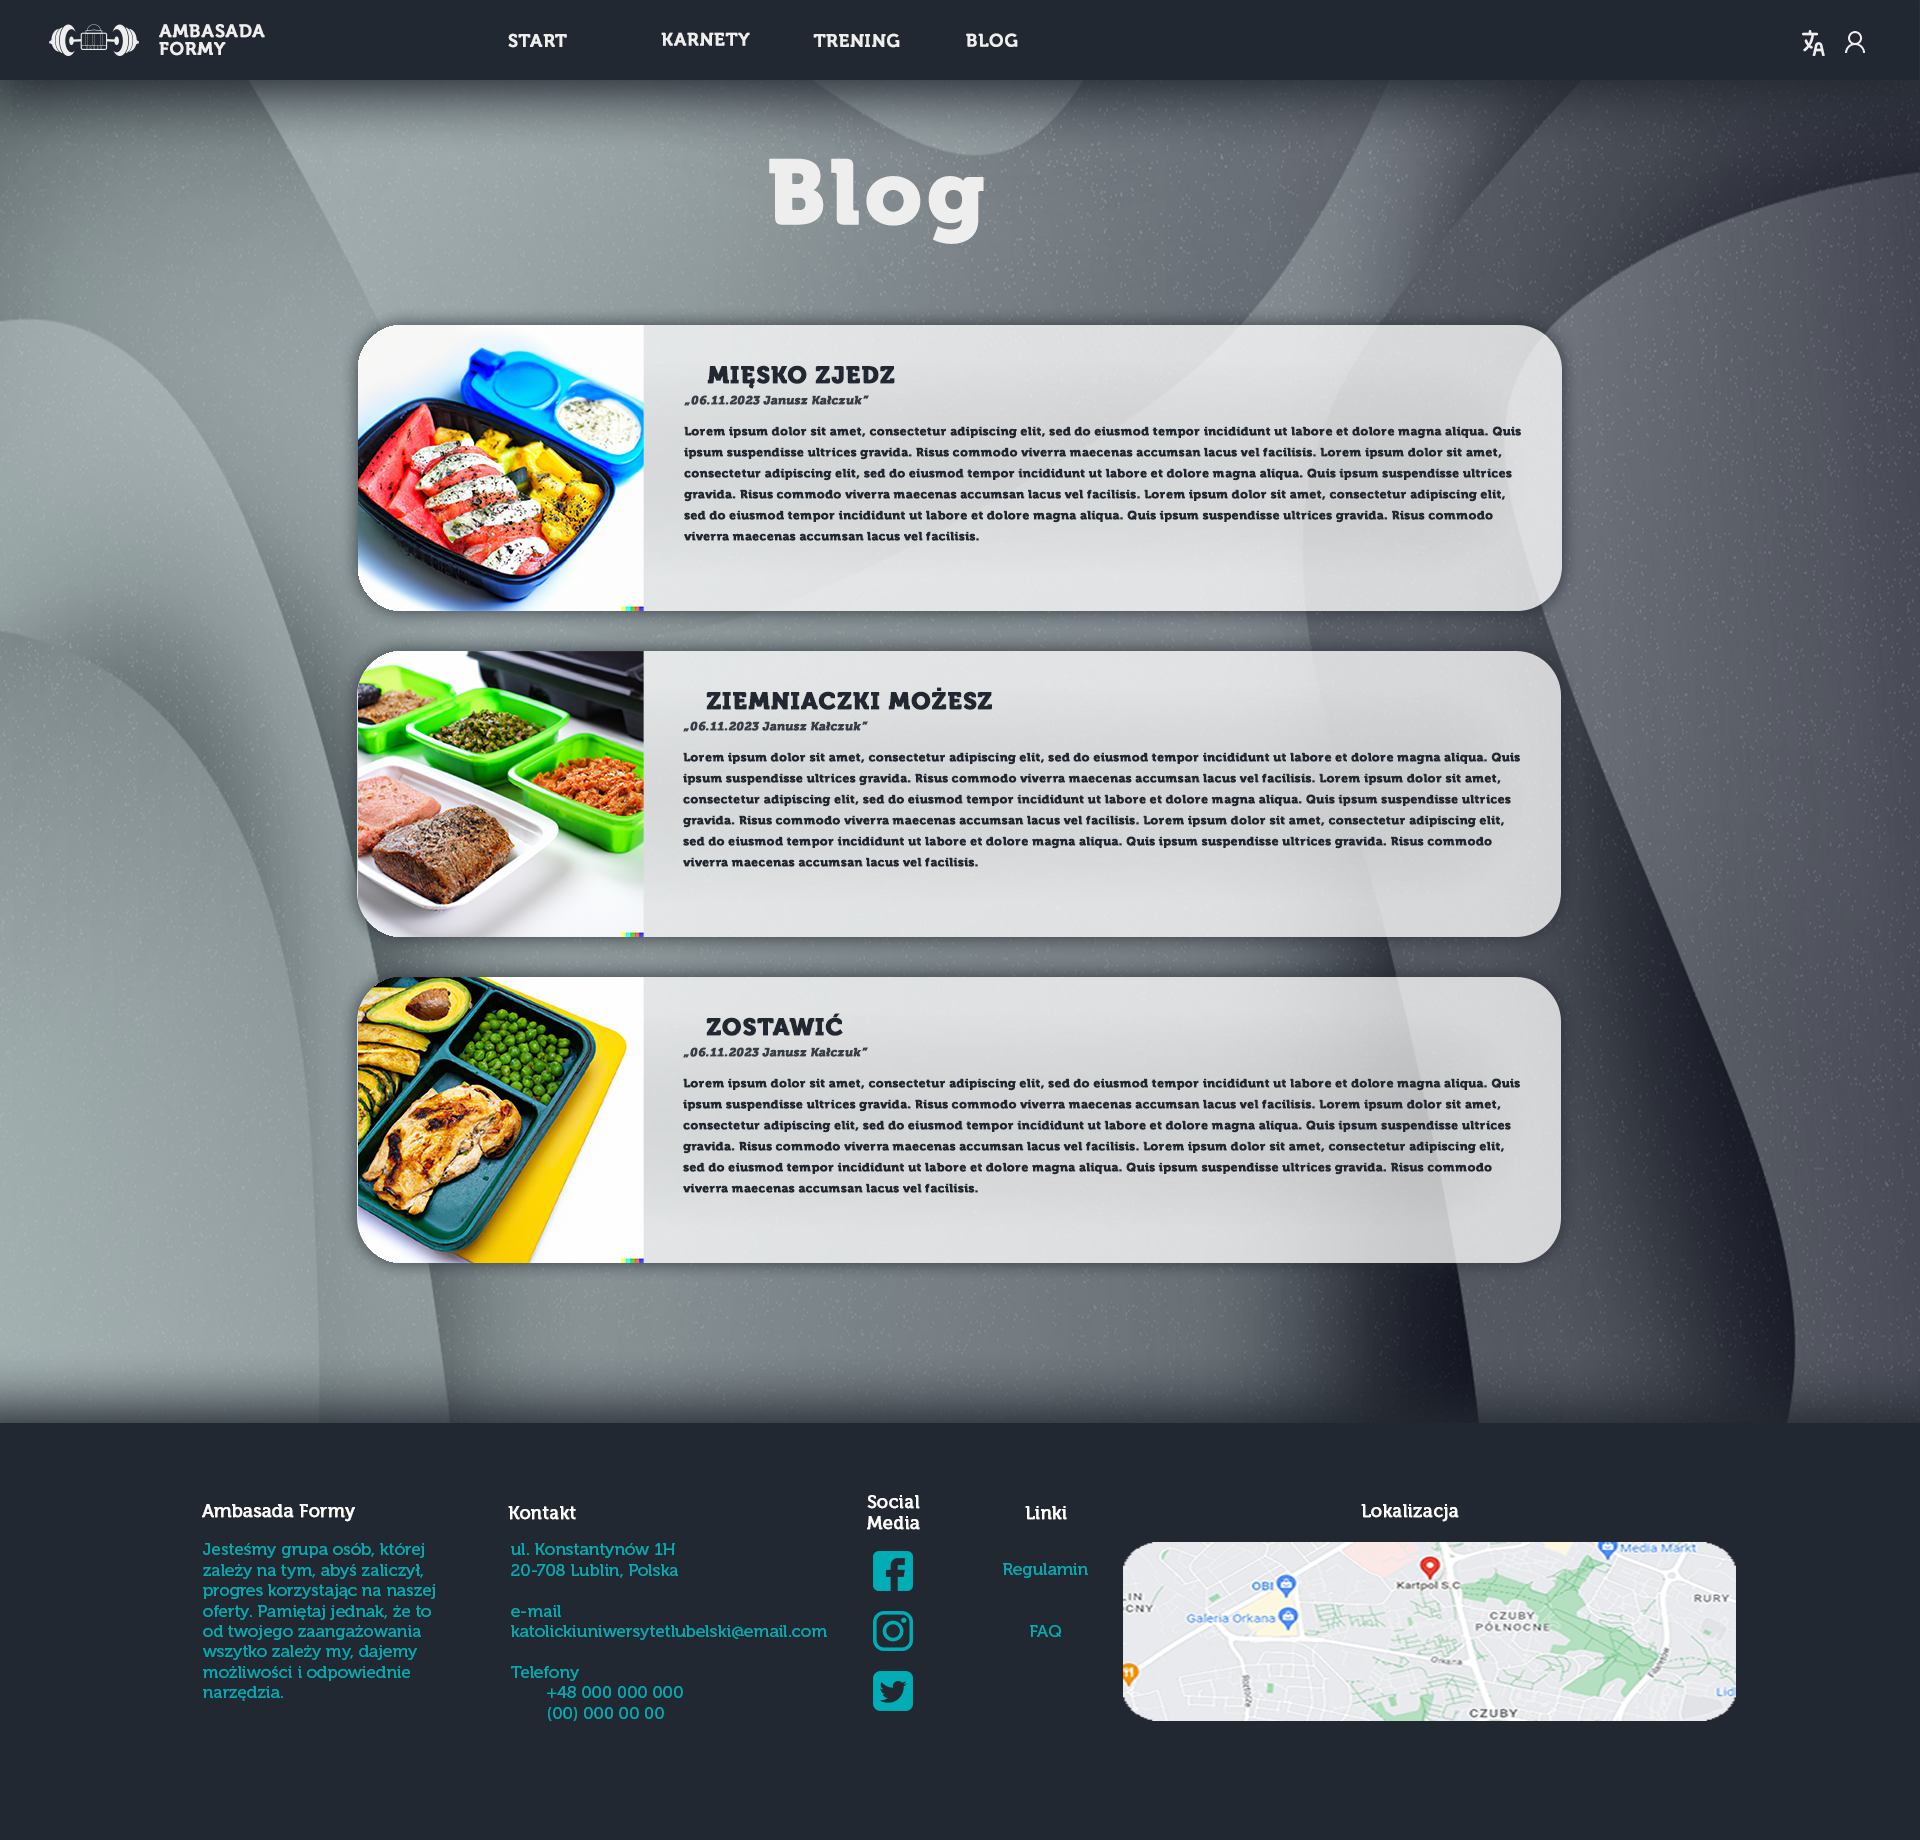 AMBASADA
FORMY
START
KARNETY
TRENING
BLOG
Blog
MIĘSKO ZJEDZ
„06.11.2023 Janusz Kałczuk”
Lorem ipsum dolor sit amet, consectetur adipiscing elit, sed do eiusmod tempor incididunt ut labore et dolore magna aliqua. Quis
ipsum suspendisse ultrices gravida. Risus commodo viverra maecenas accumsan lacus vel facilisis. Lorem ipsum dolor sit amet,
consectetur adipiscing elit, sed do eiusmod tempor incididunt ut labore et dolore magna aliqua. Quis ipsum suspendisse ultrices
gravida. Risus commodo viverra maecenas accumsan lacus vel facilisis. Lorem ipsum dolor sit amet, consectetur adipiscing elit,
sed do eiusmod tempor incididunt ut labore et dolore magna aliqua. Quis ipsum suspendisse ultrices gravida. Risus commodo
viverra maecenas accumsan lacus vel facilisis.
ZIEMNIACZKI MOŻESZ
„06.11.2023 Janusz Kałczuk”
Lorem ipsum dolor sit amet, consectetur adipiscing elit, sed do eiusmod tempor incididunt ut labore et dolore magna aliqua. Quis
ipsum suspendisse ultrices gravida. Risus commodo viverra maecenas accumsan lacus vel facilisis. Lorem ipsum dolor sit amet,
consectetur adipiscing elit, sed do eiusmod tempor incididunt ut labore et dolore magna aliqua. Quis ipsum suspendisse ultrices
gravida. Risus commodo viverra maecenas accumsan lacus vel facilisis. Lorem ipsum dolor sit amet, consectetur adipiscing elit,
sed do eiusmod tempor incididunt ut labore et dolore magna aliqua. Quis ipsum suspendisse ultrices gravida. Risus commodo
viverra maecenas accumsan lacus vel facilisis.
ZOSTAWIĆ
„06.11.2023 Janusz Kałczuk”
Lorem ipsum dolor sit amet, consectetur adipiscing elit, sed do eiusmod tempor incididunt ut labore et dolore magna aliqua. Quis
ipsum suspendisse ultrices gravida. Risus commodo viverra maecenas accumsan lacus vel facilisis. Lorem ipsum dolor sit amet,
consectetur adipiscing elit, sed do eiusmod tempor incididunt ut labore et dolore magna aliqua. Quis ipsum suspendisse ultrices
gravida. Risus commodo viverra maecenas accumsan lacus vel facilisis. Lorem ipsum dolor sit amet, consectetur adipiscing elit,
sed do eiusmod tempor incididunt ut labore et dolore magna aliqua. Quis ipsum suspendisse ultrices gravida. Risus commodo
viverra maecenas accumsan lacus vel facilisis.
Ambasada Formy
Jesteśmy grupa osób, której
zależy na tym, abyś zaliczył,
progres korzystając na naszej
oferty. Pamiętaj jednak, że to
od twojego zaangażowania
wszytko zależy my, dajemy
możliwości i odpowiednie
narzędzia.
Kontakt
ul. Konstantynów 1H
20-708 Lublin, Polska
e-mail
katolickiuniwersytetlubelski@email.com
Telefony
+48 000 000 000
(00) 000 00 00
Social
Media
Linki
Regulamin
FAQ
Lokalizacja
Media Markt
OBI
Kartpol S.C.
LIN
CNY
RURY
Galeria Orkana
CZUBY
PÓŁNOCNE
Orkana
Filaretów
Lidl
CZUBY